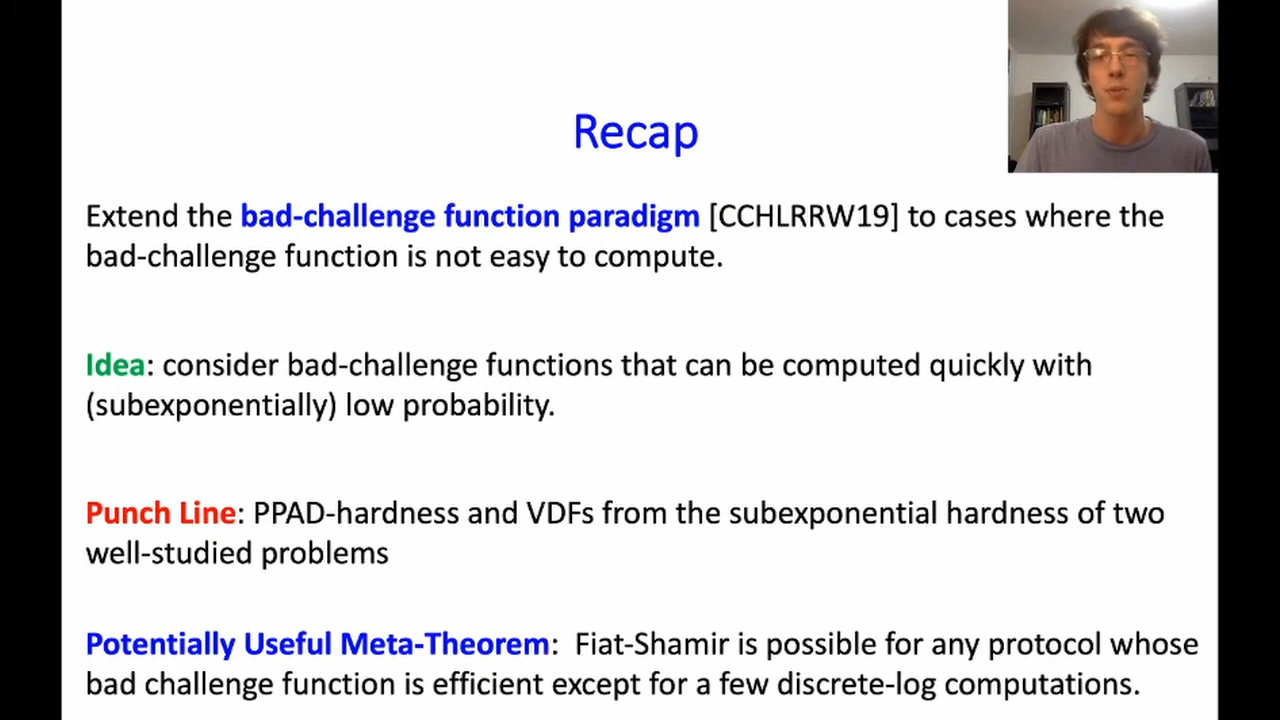 Recap
Extend the bad-challenge function paradigm [CCHLRRW19] to cases where the
bad-challenge function is not easy to compute.
Idea: consider bad-challenge functions that can be computed quickly with
(subexponentially) low probability.
Punch Line: PPAD-hardness and VDFs from the subexponential hardness of two
well-studied problems
Potentially Useful Meta-Theorem: Fiat-Shamir is possible for any protocol whose
bad challenge function is efficient except for a few discrete-log computations.